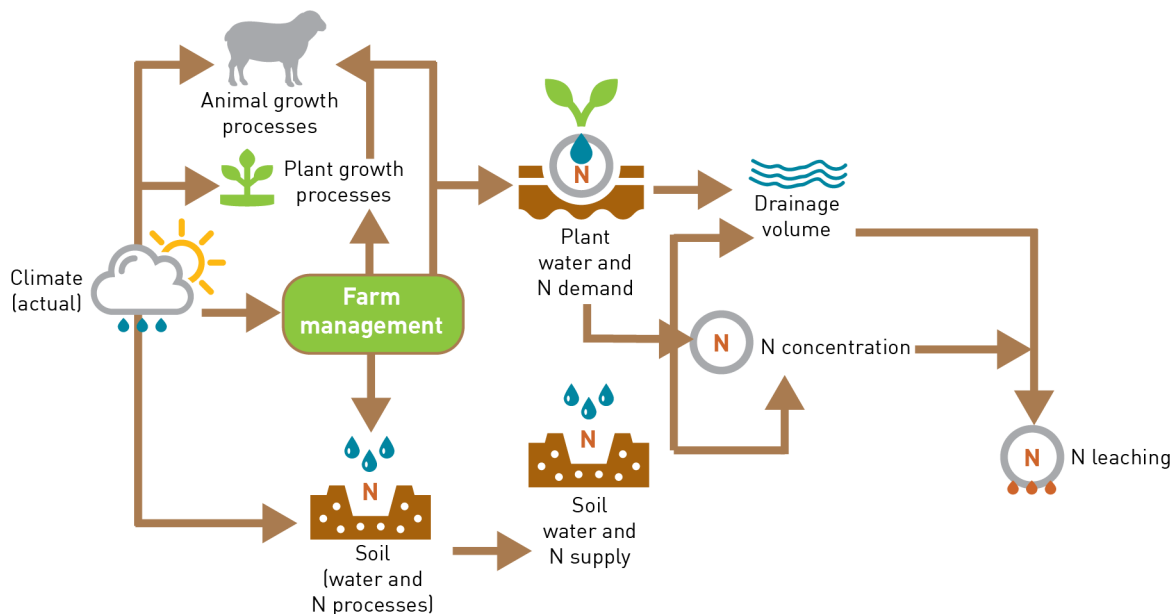 Animal growth
processes
Plant growth
processes
Climate
(actual)
Farm
management
N
Plant
water and
N demand
Drainage
volume
N
N concentration
N
Soil
(water and
N processes)
N
Soil
water and
N supply
N
N leaching